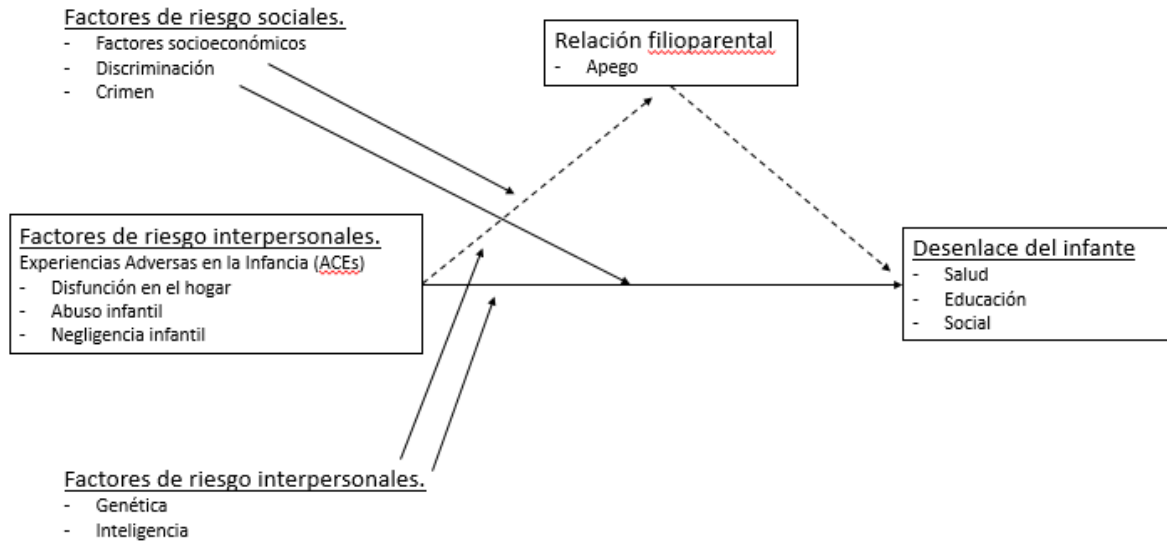 Factores de riesgo sociales.
- Factores socioeconómicos
- Discriminación
- Crimen
Relación filioparental
- Apego
Factores de riesgo interpersonales.
Experiencias Adversas en la Infancia (ACEs)
- Disfunción en el hogar
- Abuso infantil
- Negligencia infantil
Desenlace del infante
- Salud
- Educación
- Social
Factores de riesgo interpersonales.
- Genética
- Inteligencia